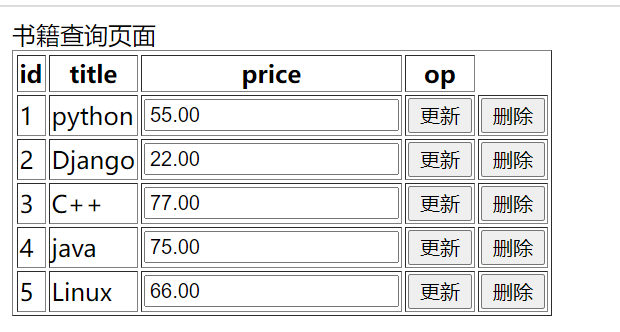 书籍查询页面
id title price op
1 python 55.00 更新 删除
2 Django 22.00 更新 删除
3 C++ 77.00 更新 删除
4 java 75.00 更新 删除
5 Linux 66.00 更新 删除